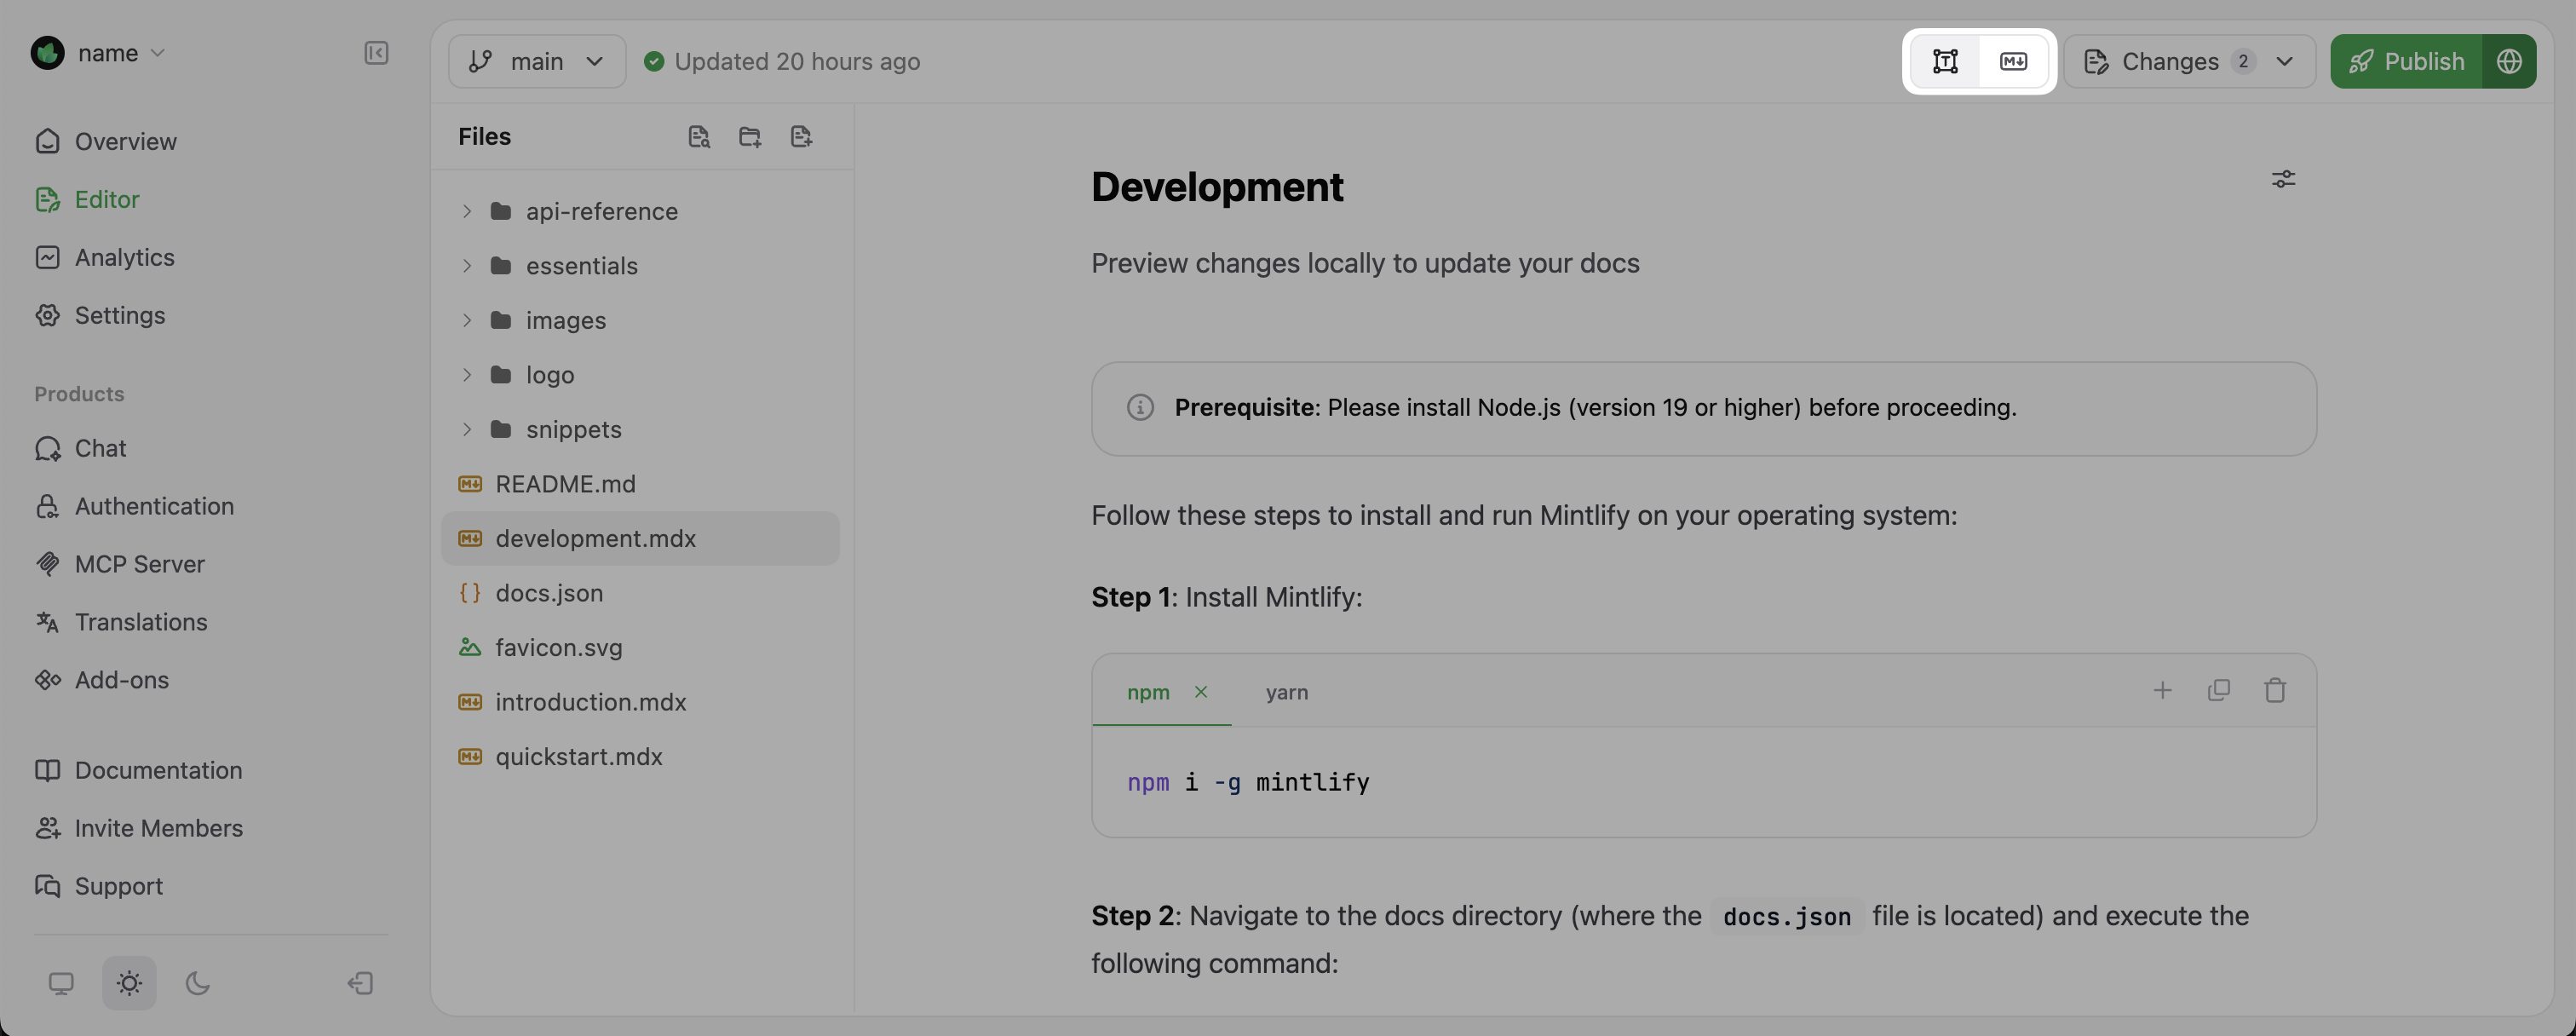 name
main
Updated 20 hours ago
Changes 2
Publish
Overview
Editor
Analytics
Settings
Products
Chat
Authentication
MCP Server
Translations
Add-ons
Documentation
Invite Members
Support
Files
api-reference
essentials
images
logo
snippets
README.md
development.mdx
docs.json
favicon.svg
introduction.mdx
quickstart.mdx
Development
Preview changes locally to update your docs
Prerequisite: Please install Node.js (version 19 or higher) before proceeding.
Follow these steps to install and run Mintlify on your operating system:
Step 1: Install Mintlify:
npm yarn
npm i -g mintlify
Step 2: Navigate to the docs directory (where the docs.json file is located) and execute the
following command: